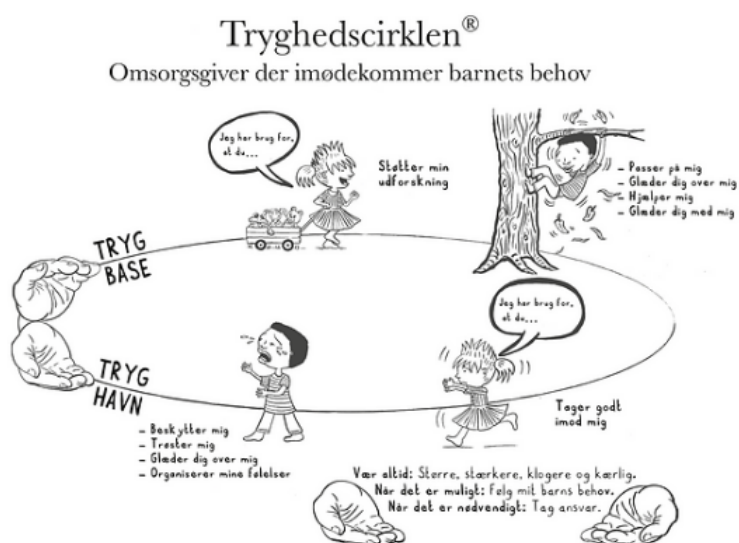 Tryghedscirklen®
Omsorgsgiver der imødekommer barnets behov
Jeg har brug for,
at du...
Støtter min
udforskning
- Passer på mig
- Glæder dig over mig
- Hjælper mig
- Glæder dig med mig
TRYG
BASE
Jeg har brug for,
at du...
TRYG
HAVN
Tager godt
imod mig
- Beskytter mig
- Trøster mig
- Glæder dig over mig
- Organiserer mine følelser
Vær altid: Større, stærkere, klogere og kærlig.
Når det er muligt: Følg mit barns behov.
Når det er nødvendigt: Tag ansvar.